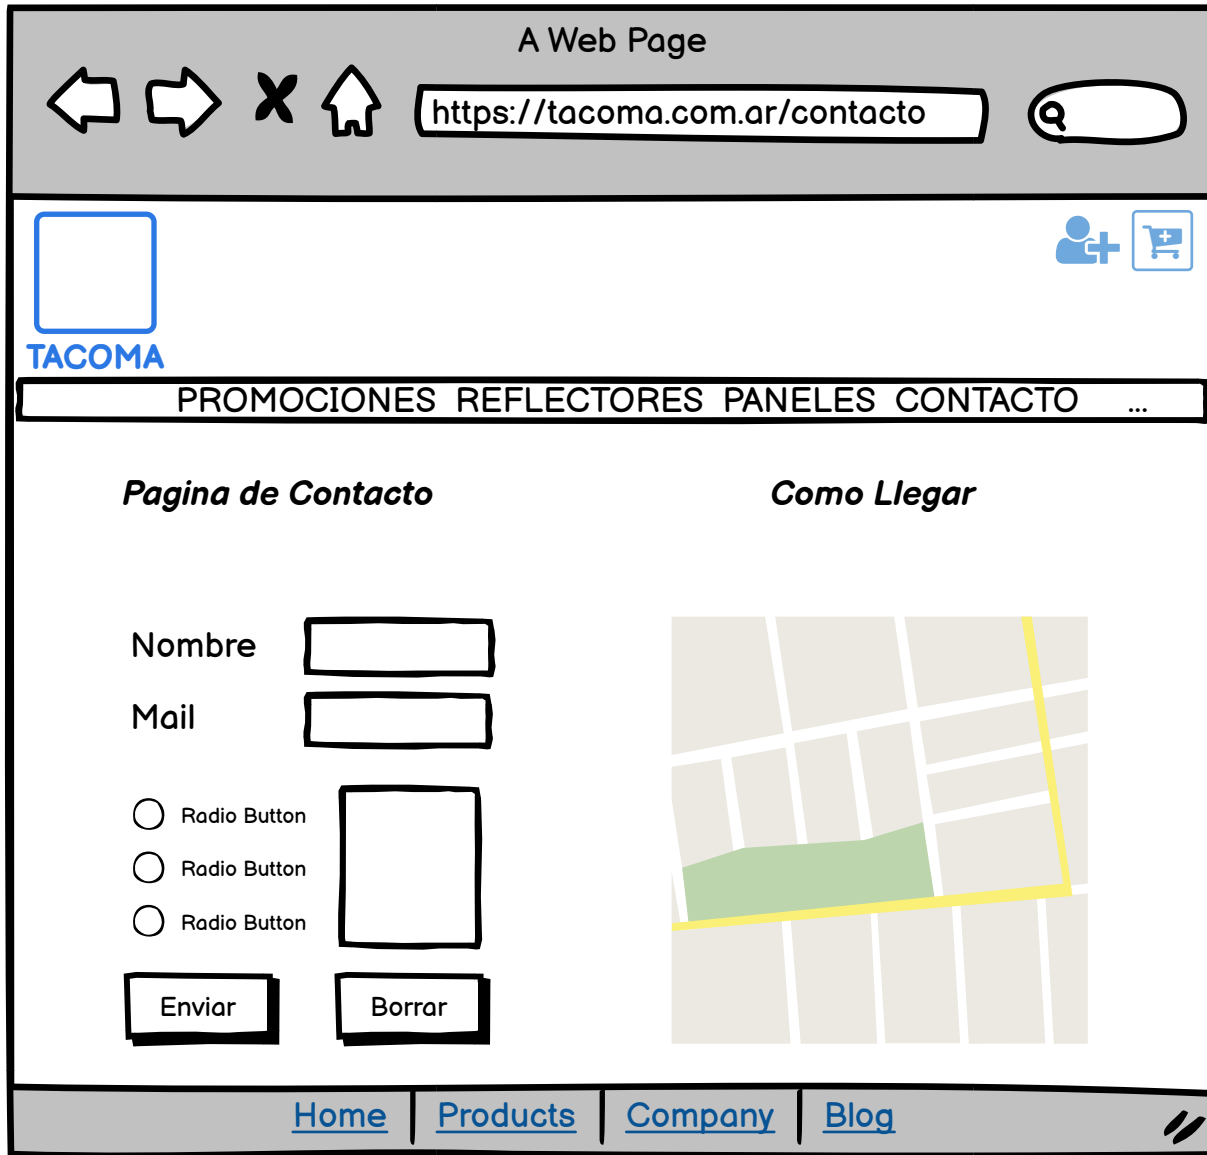 A Web Page
https://tacoma.com.ar/contacto
TACOMA
PROMOCIONES REFLECTORES PANELES CONTACTO ...
Pagina de Contacto
Como Llegar
Nombre
Mail
Radio Button
Radio Button
Radio Button
Enviar
Borrar
Home
Products
Company
Blog